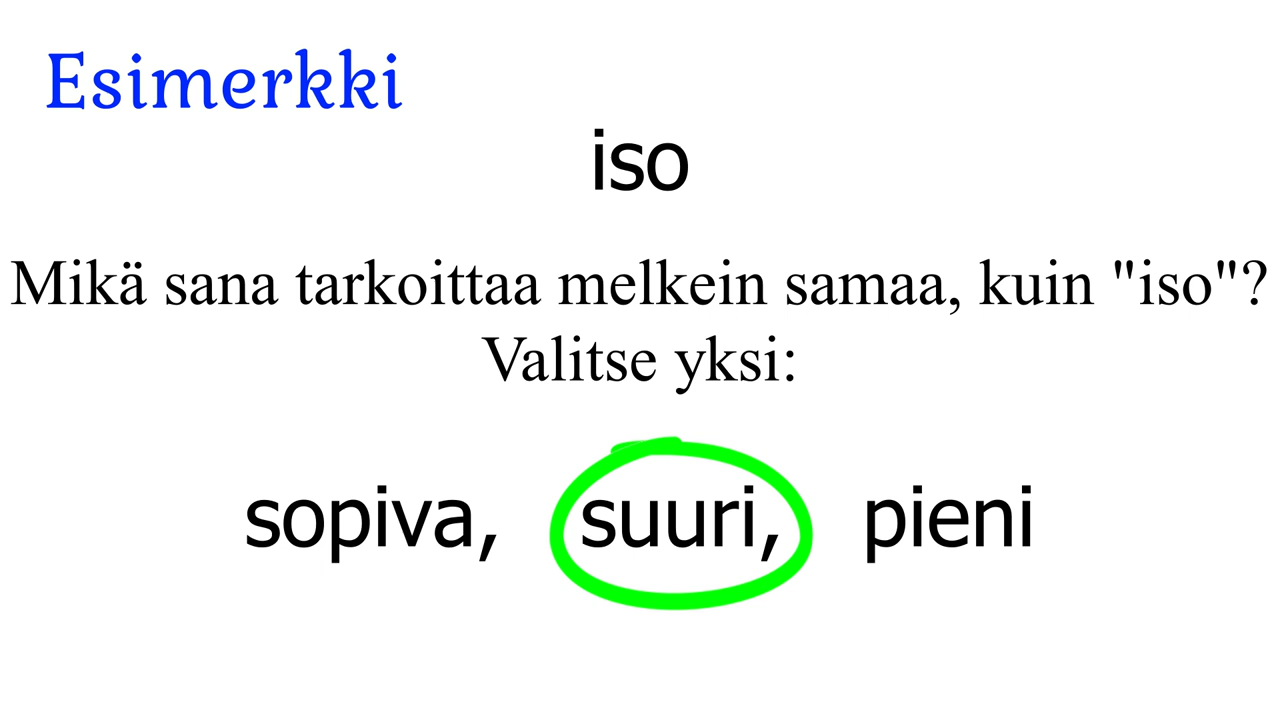 Esimerkki
iso
Mikä sana tarkoittaa melkein samaa, kuin "iso"?
Valitse yksi:
sopiva, suuri, pieni